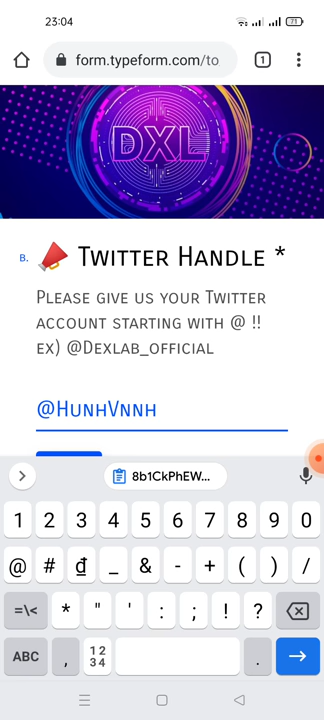 23:04
71
form.typeform.com/to
1
DXL
B.
Twitter Handle *
Please give us your Twitter
account starting with @ !!
ex) @Dexlab_official
@HunhVnnh
8b1CkPhEW...
1 2 3 4 5 6 7 8 9 0
@ # ₫ _ & - + ( ) /
=\< * " ' : ; ! ?
ABC , 12 34 .